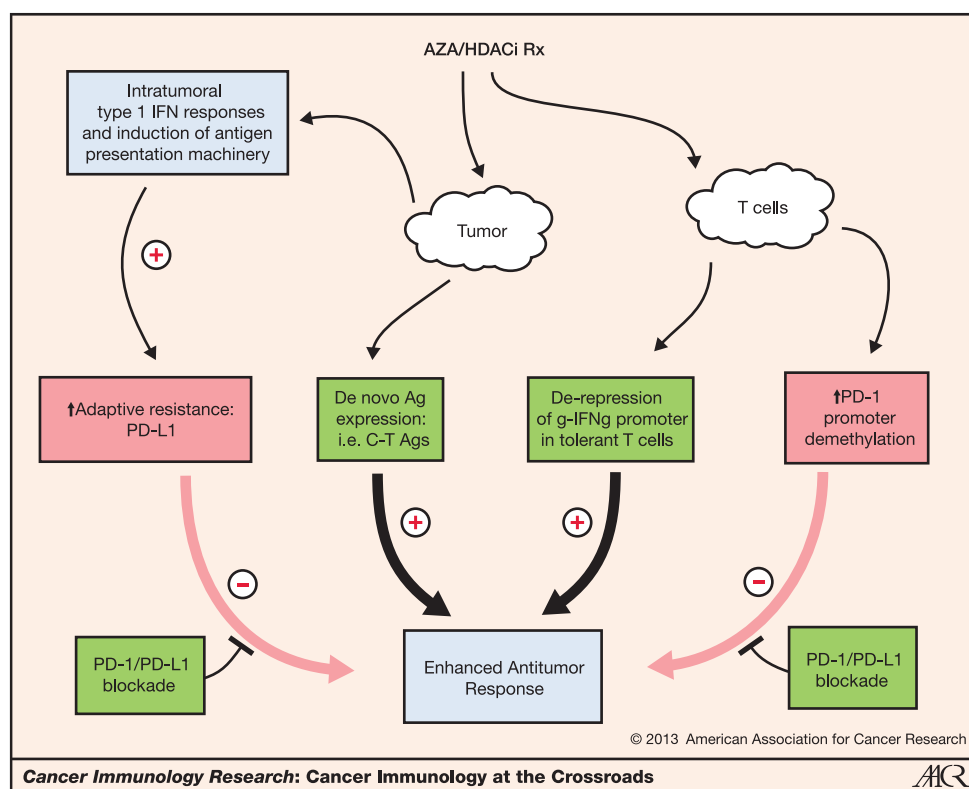 AZA/HDACi Rx
Intratumoral
type 1 IFN responses
and induction of antigen
presentation machinery
Tumor
T cells
+
↑Adaptive resistance:
PD-L1
De novo Ag
expression:
i.e. C-T Ags
De-repression
of g-IFNg promoter
in tolerant T cells
↑PD-1
promoter
demethylation
+
+
−
−
PD-1/PD-L1
blockade
Enhanced Antitumor
Response
PD-1/PD-L1
blockade
© 2013 American Association for Cancer Research
Cancer Immunology Research: Cancer Immunology at the Crossroads
AACR